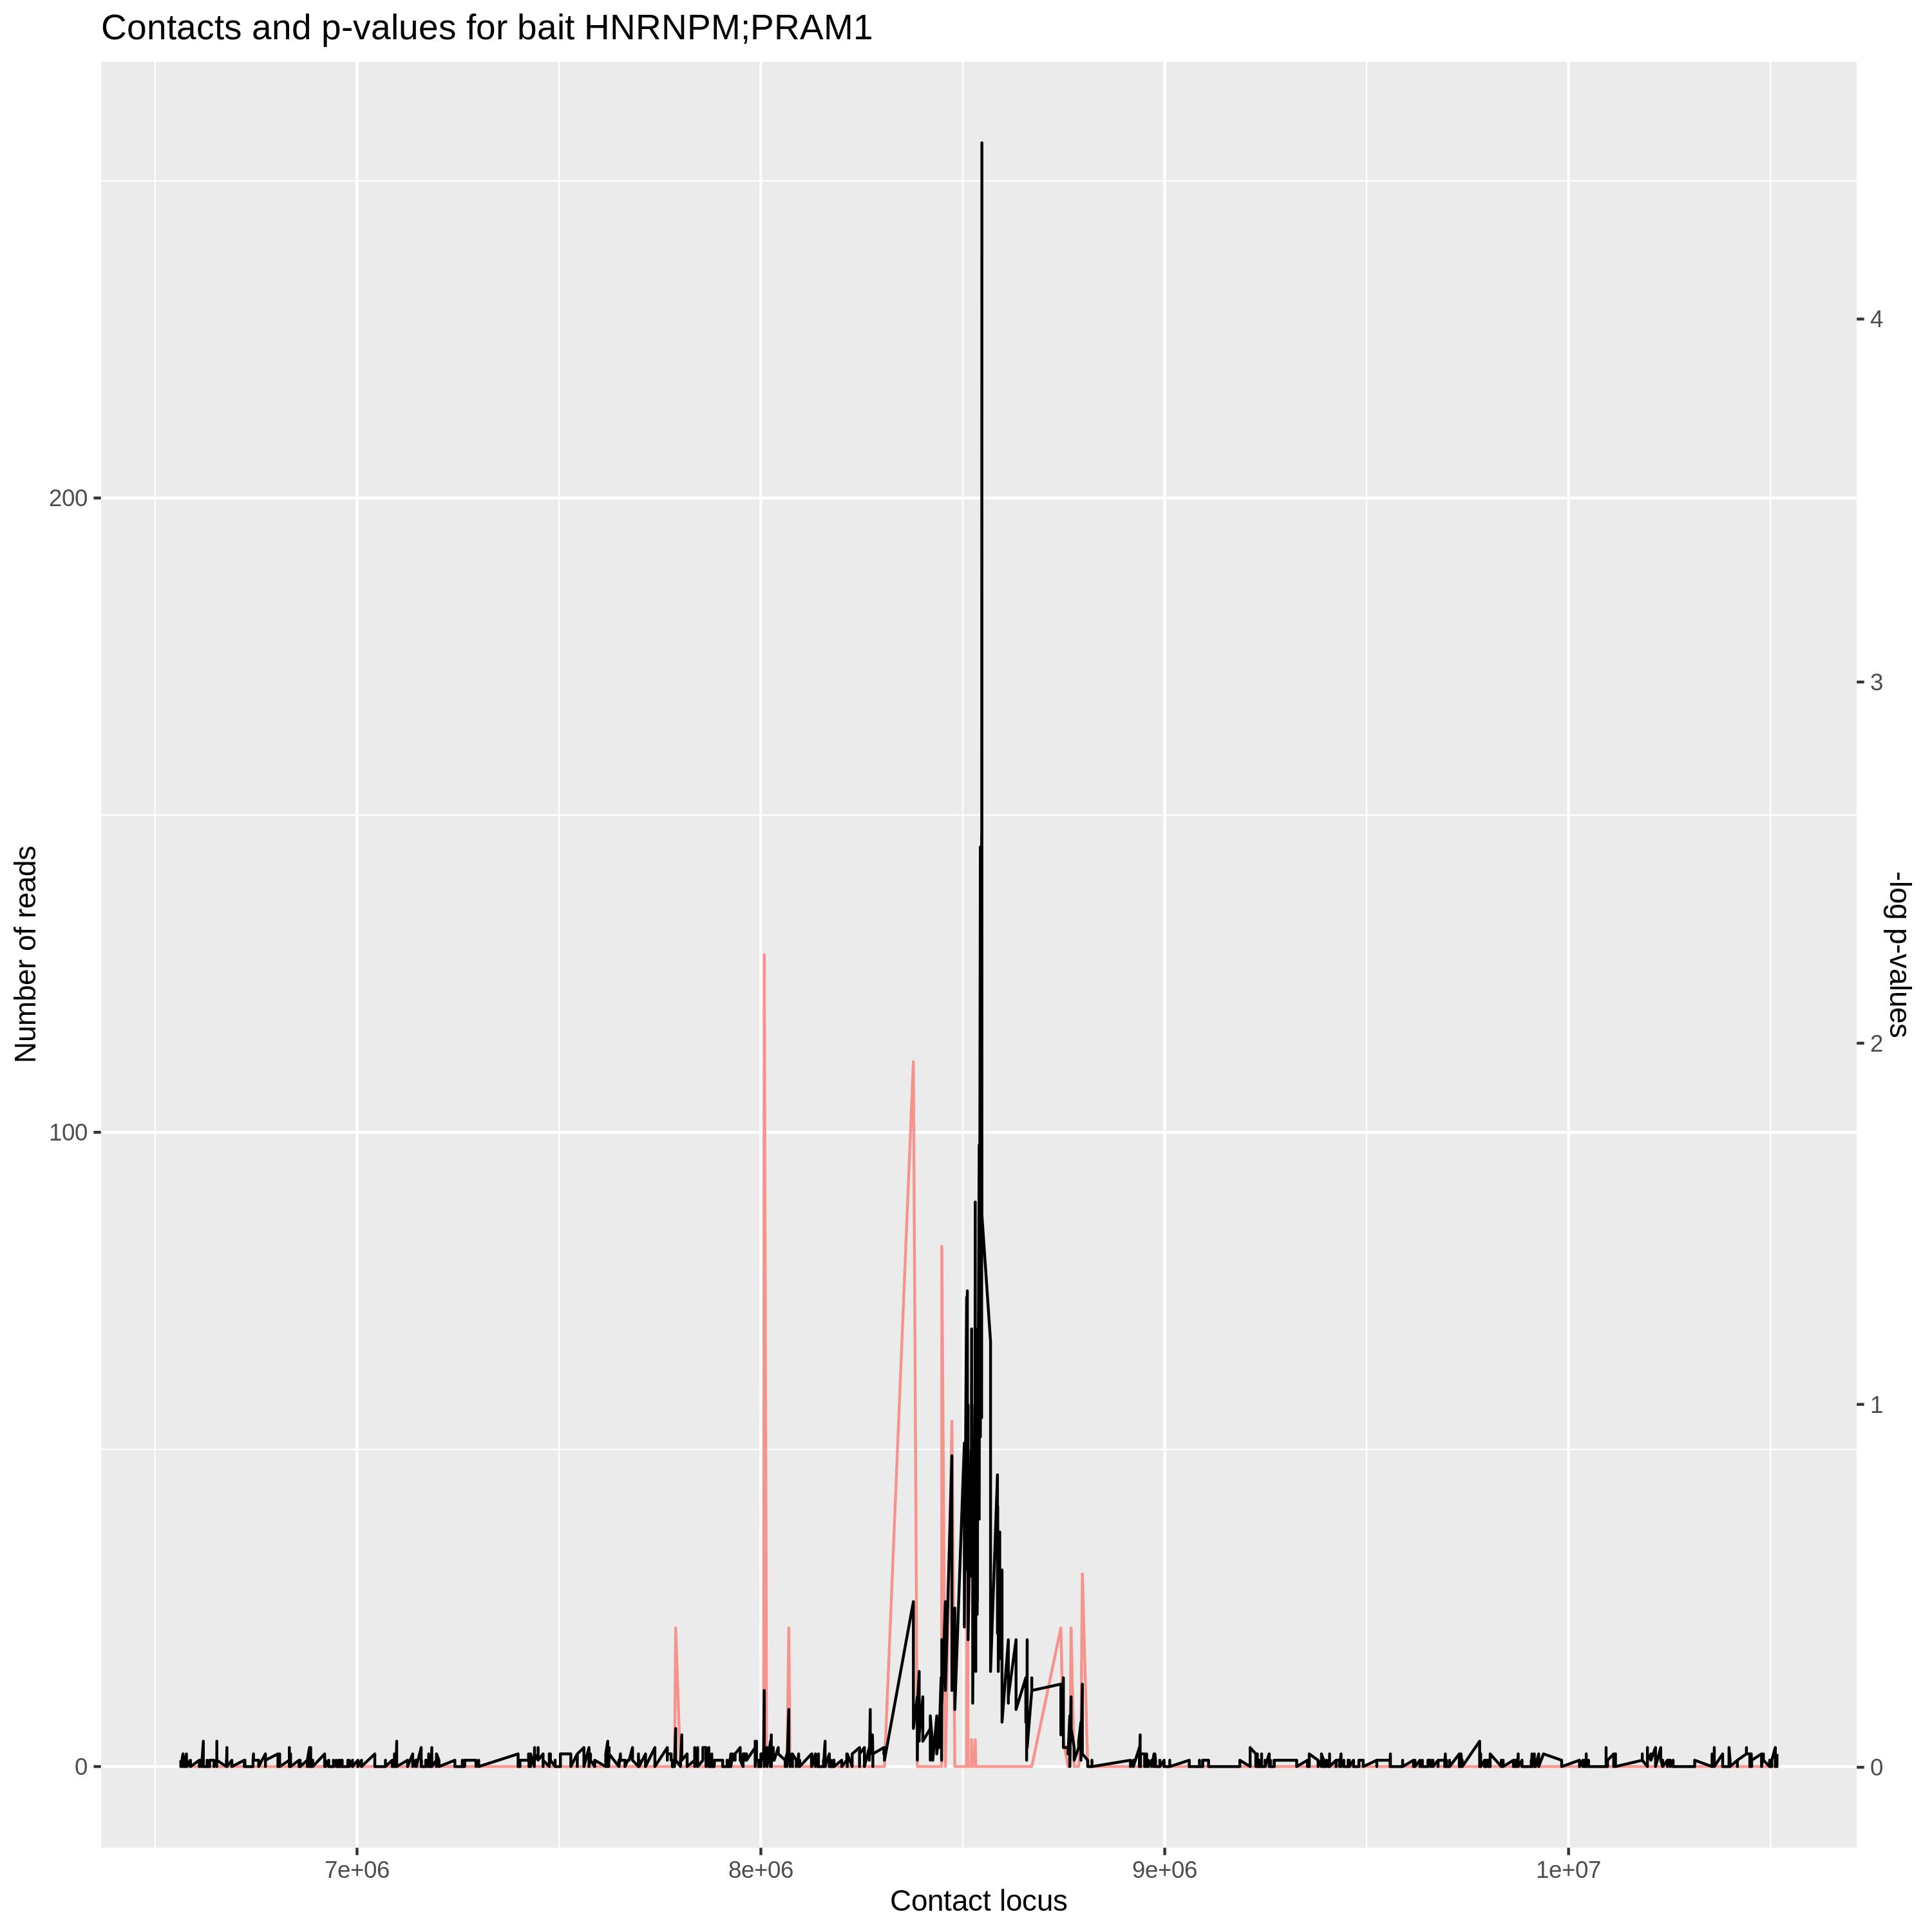 Contacts and p-values for bait HNRNPM;PRAM1
Number of reads
200
100
0
4
3
2
1
0
-log p-values
7e+06
8e+06
9e+06
1e+07
Contact locus